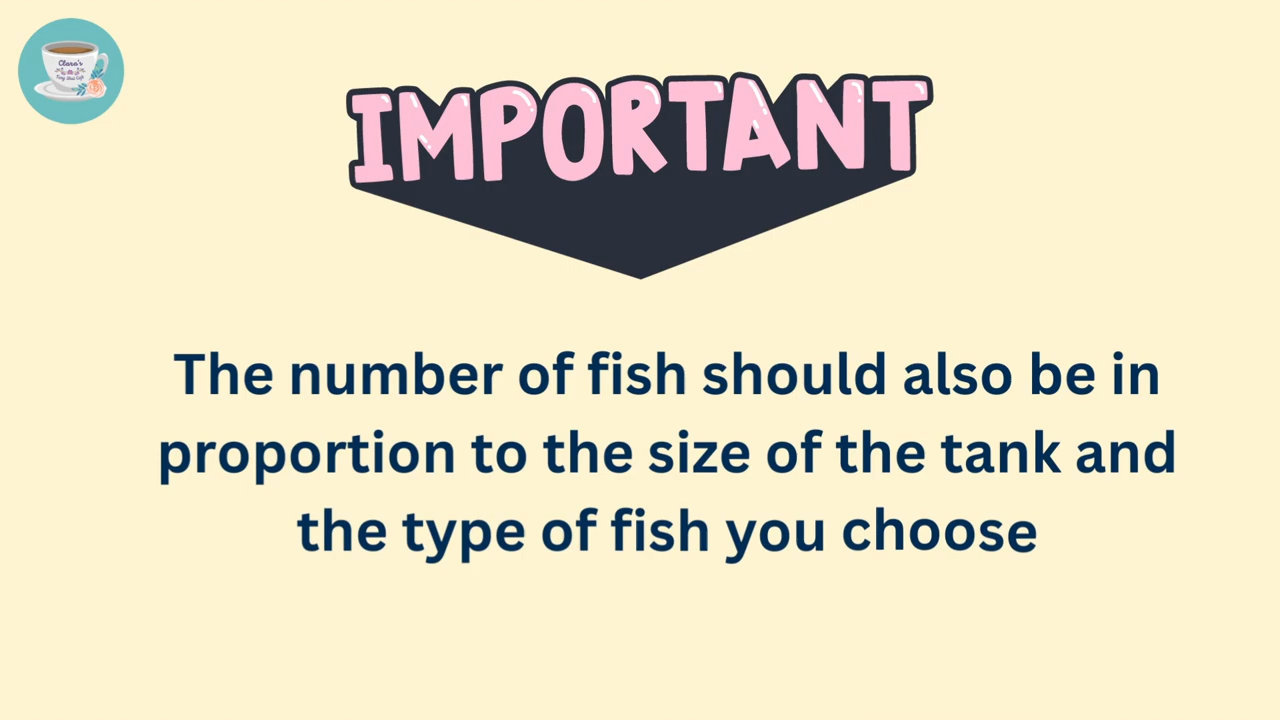 Clara's
IMPORTANT
The number of fish should also be in
proportion to the size of the tank and
the type of fish you choose